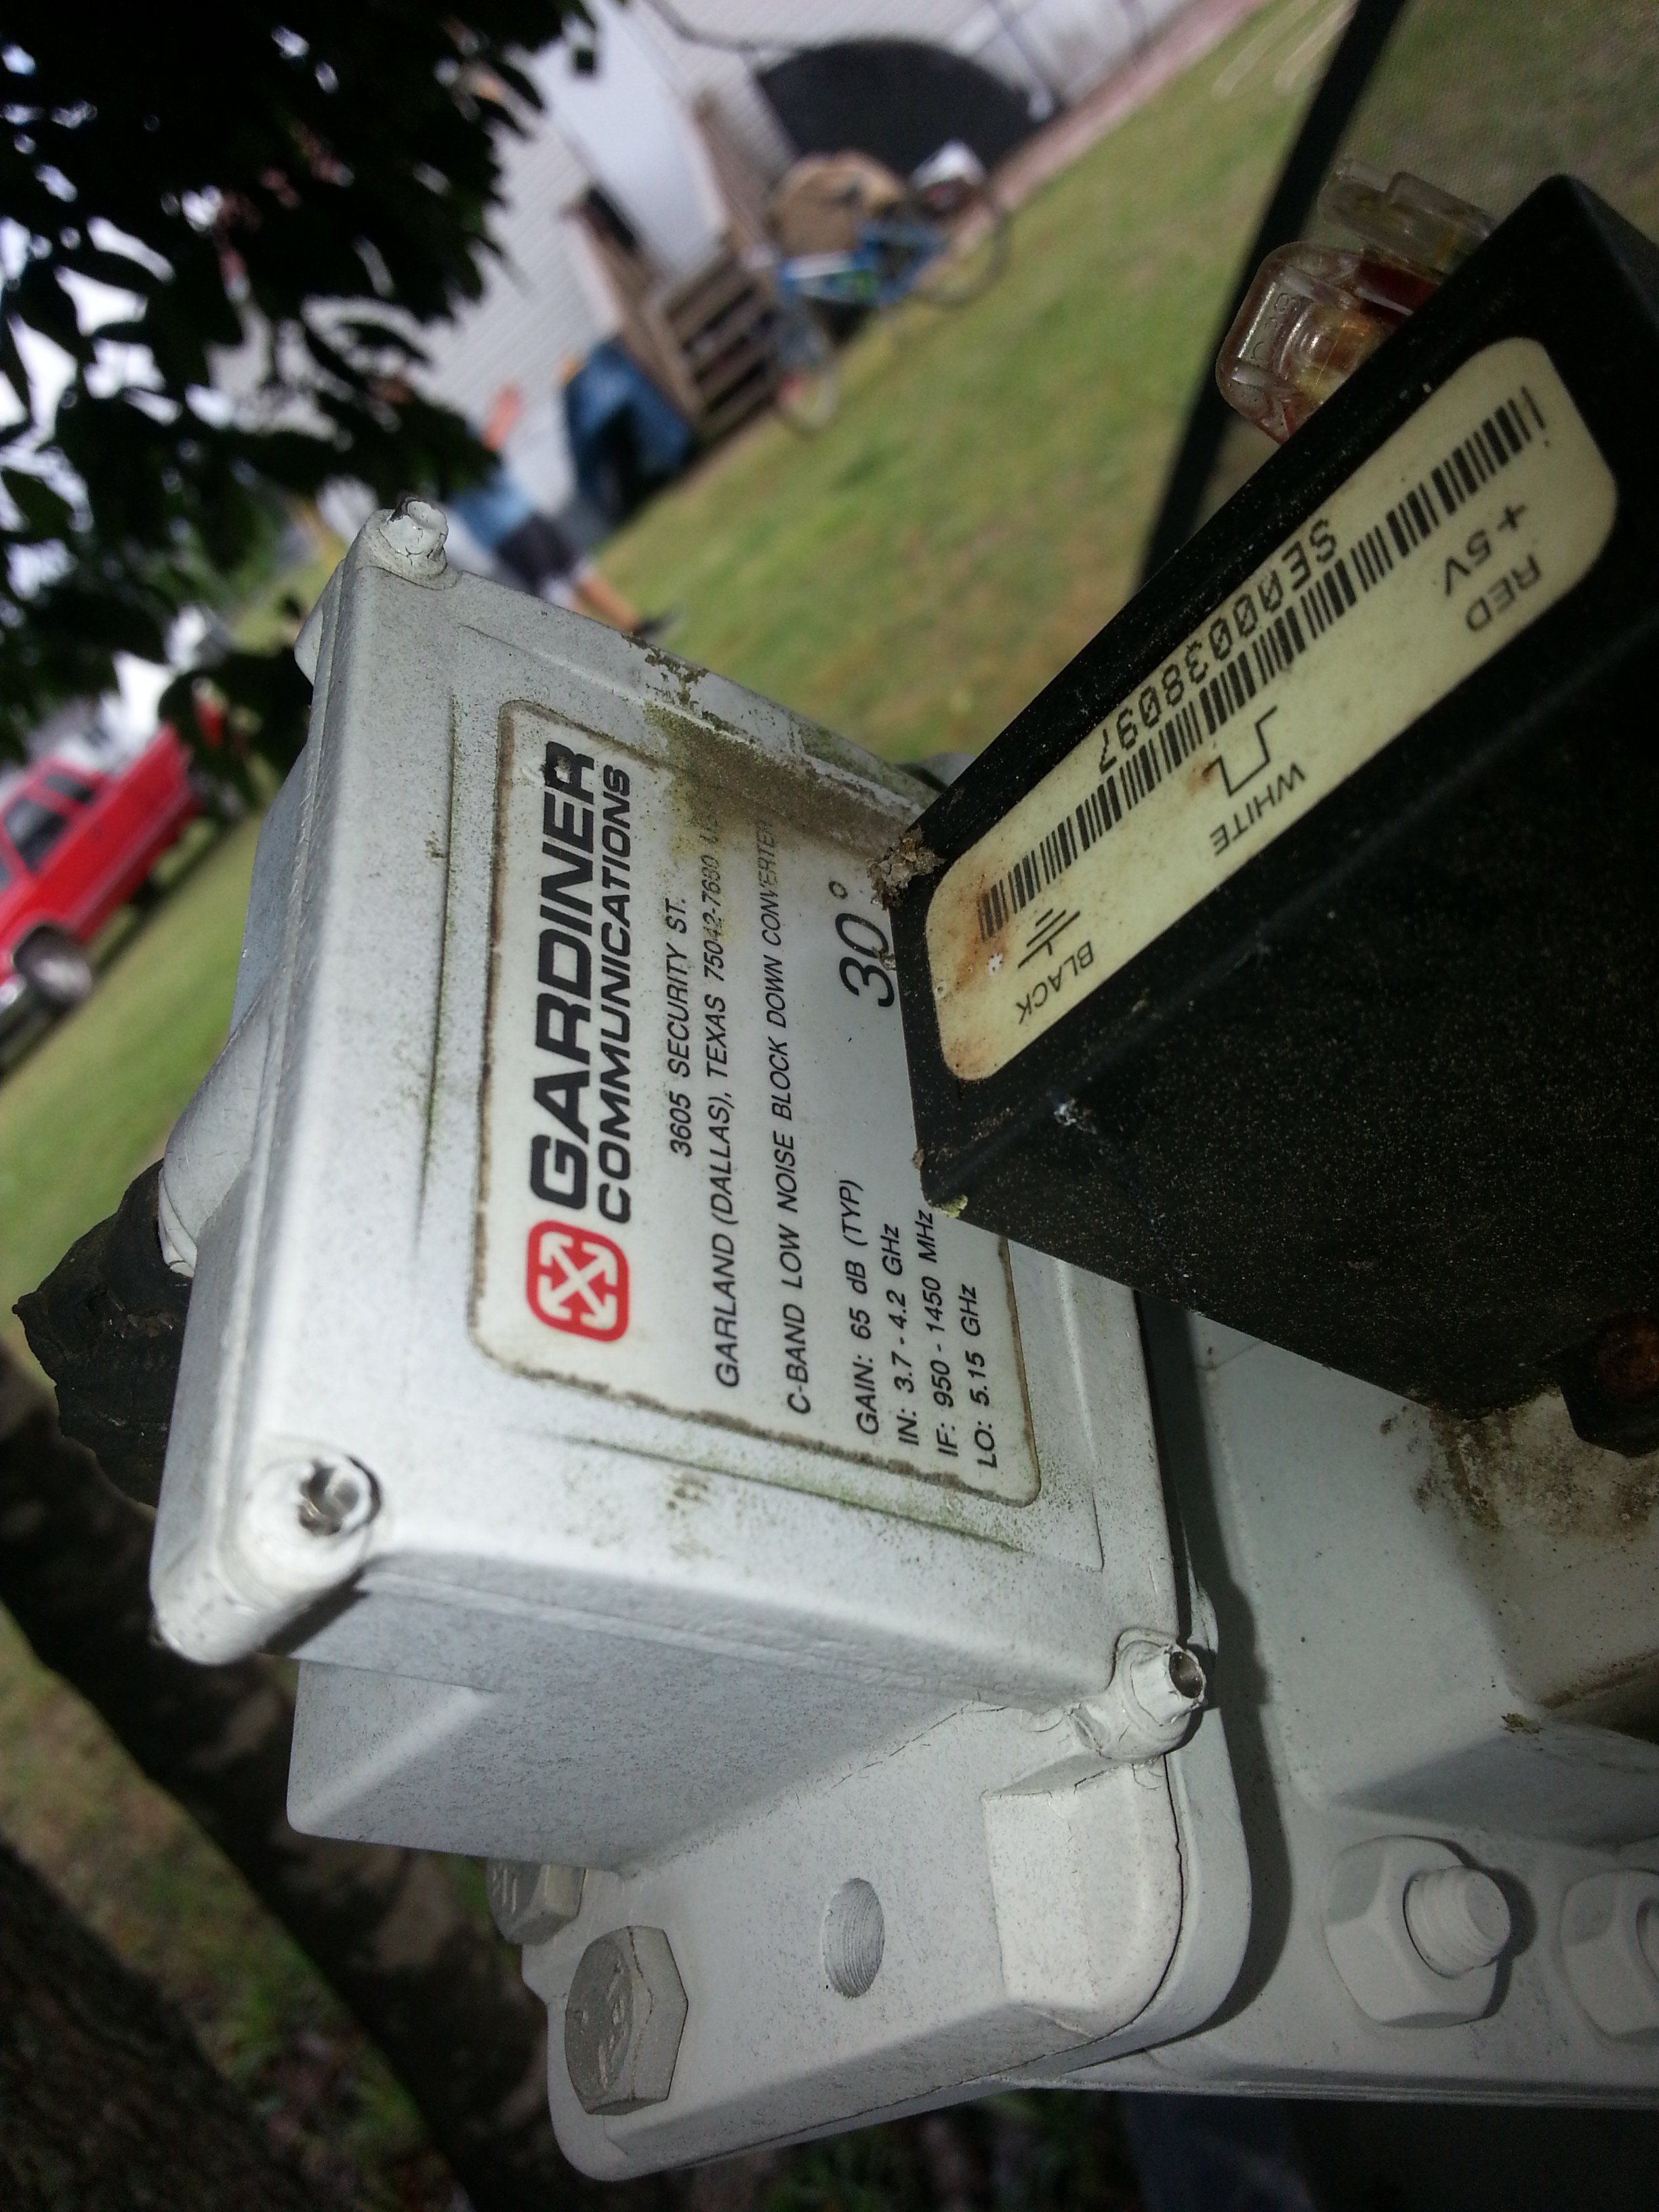 GARDINER
COMMUNICATIONS
3605 SECURITY ST.
GARLAND (DALLAS), TEXAS 75042-7600
C-BAND LOW NOISE BLOCK DOWN CONVERTER
30°
GAIN: 65 dB (TYP)
IN: 3.7 - 4.2 GHz
IF: 950 - 1450 MHz
LO: 5.15 GHz
SE00038097
+5V
RED WHITE BLACK